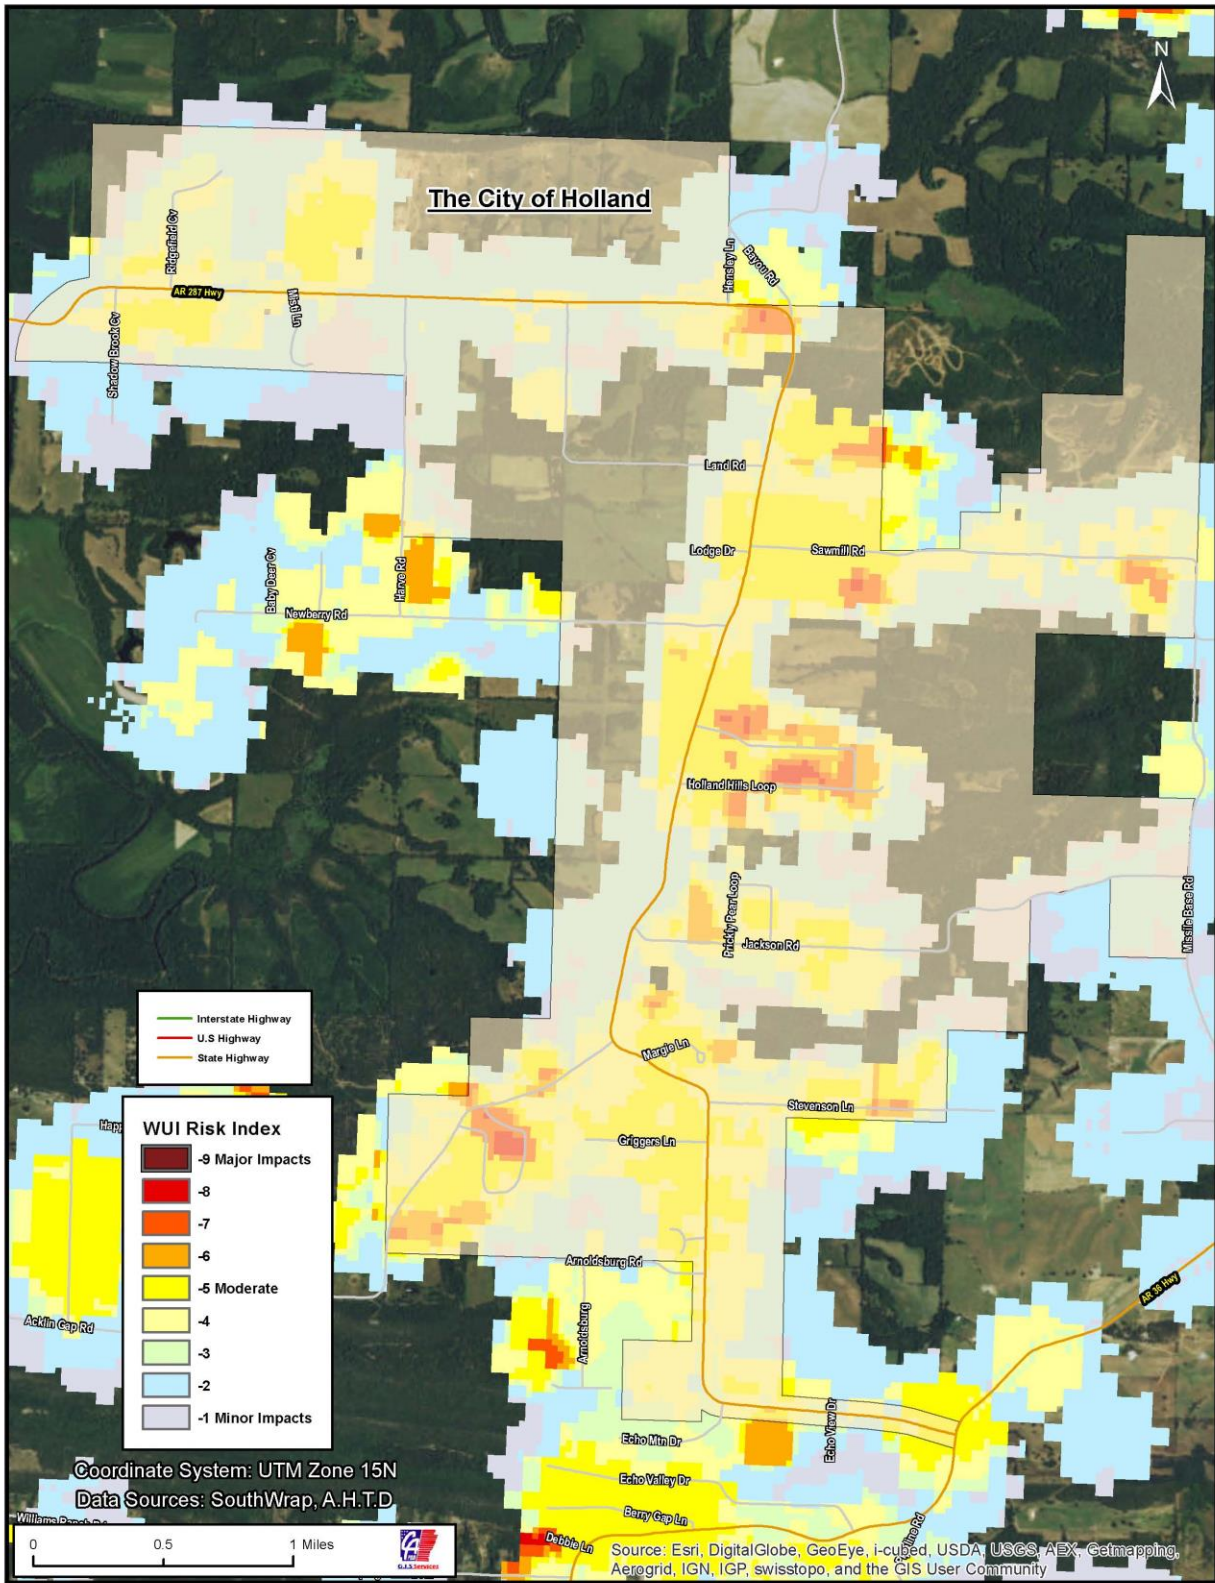 N
The City of Holland
Ridgefield Cv
Hensley Ln
Bayou Rd
AR 287 Hwy
Misti Ln
Shadow Brook Cv
Land Rd
Lodge Dr
Sawmill Rd
Baby Deer Cv
Harve Rd
Newberry Rd
Holland Hills Loop
Prickly Pear Loop
Missile Base Rd
Jackson Rd
Interstate Highway
U.S Highway
State Highway
Margie Ln
Stevenson Ln
Griggers Ln
WUI Risk Index
-9 Major Impacts
-8
-7
-6
-5 Moderate
-4
-3
-2
-1 Minor Impacts
Happ
Acklin Gap Rd
Arnoldsburg Rd
AR 36 Hwy
Arnoldsburg
Echo View Dr
Echo Mtn Dr
Echo Valley Dr
Berry Gap Ln
Debbie Ln
Coordinate System: UTM Zone 15N
Data Sources: SouthWrap, A.H.T.D
0 0.5 1 Miles
G.I.S Services
Source: Esri, DigitalGlobe, GeoEye, i-cubed, USDA, USGS, AEX, Getmapping,
Aerogrid, IGN, IGP, swisstopo, and the GIS User Community